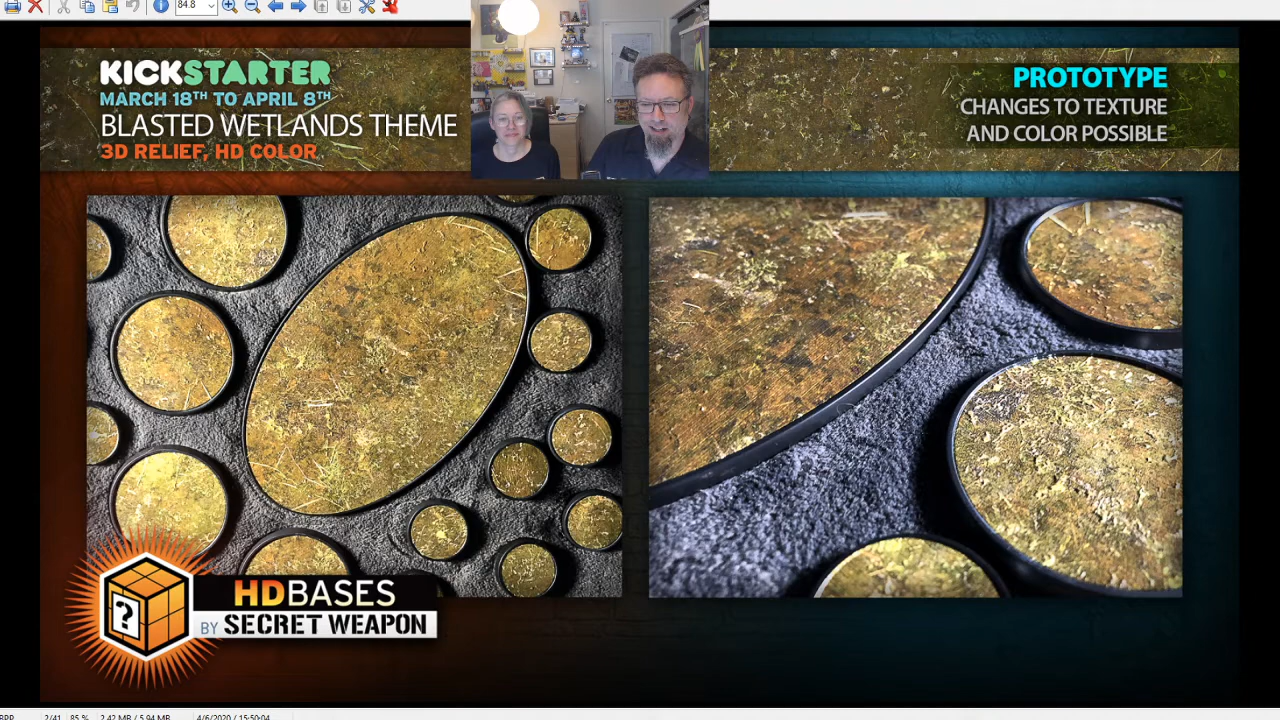 84.8
KICKSTARTER
MARCH 18TH TO APRIL 8TH
BLASTED WETLANDS THEME
3D RELIEF, HD COLOR
PROTOTYPE
CHANGES TO TEXTURE
AND COLOR POSSIBLE
?
HDBASES
BY SECRET WEAPON
BPP 2/41 85 % 2.42 MB / 5.94 MB 4/6/2020 / 15:50:04